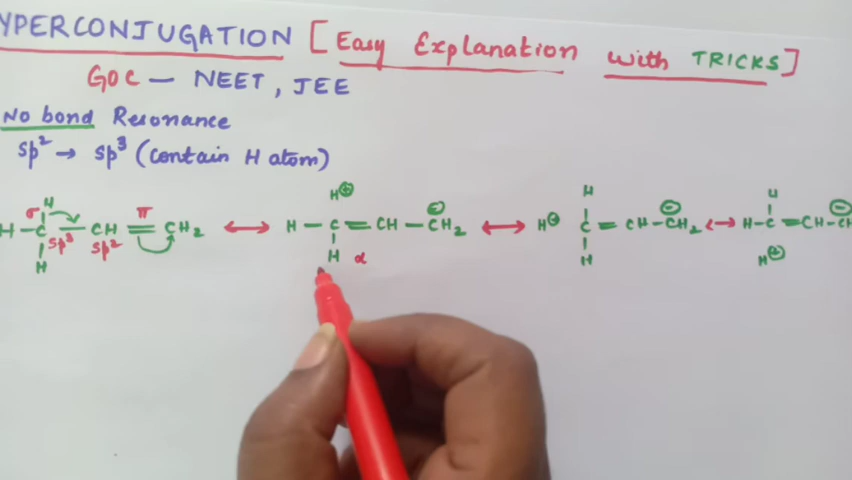 YPERCONJUGATION [Easy Explanation with TRICKS]
GOC – NEET, JEE
No bond Resonance
sp² → sp³ (contain H atom)
H H⊕ H H
σ π ⊖ ⊖ ⊖
H – C – CH = CH₂ ↔ H – C = CH – CH₂ ↔ H⊕ C = CH – CH₂ ↔ H – C = CH – CH
sp³ sp²
H H α H H⊕